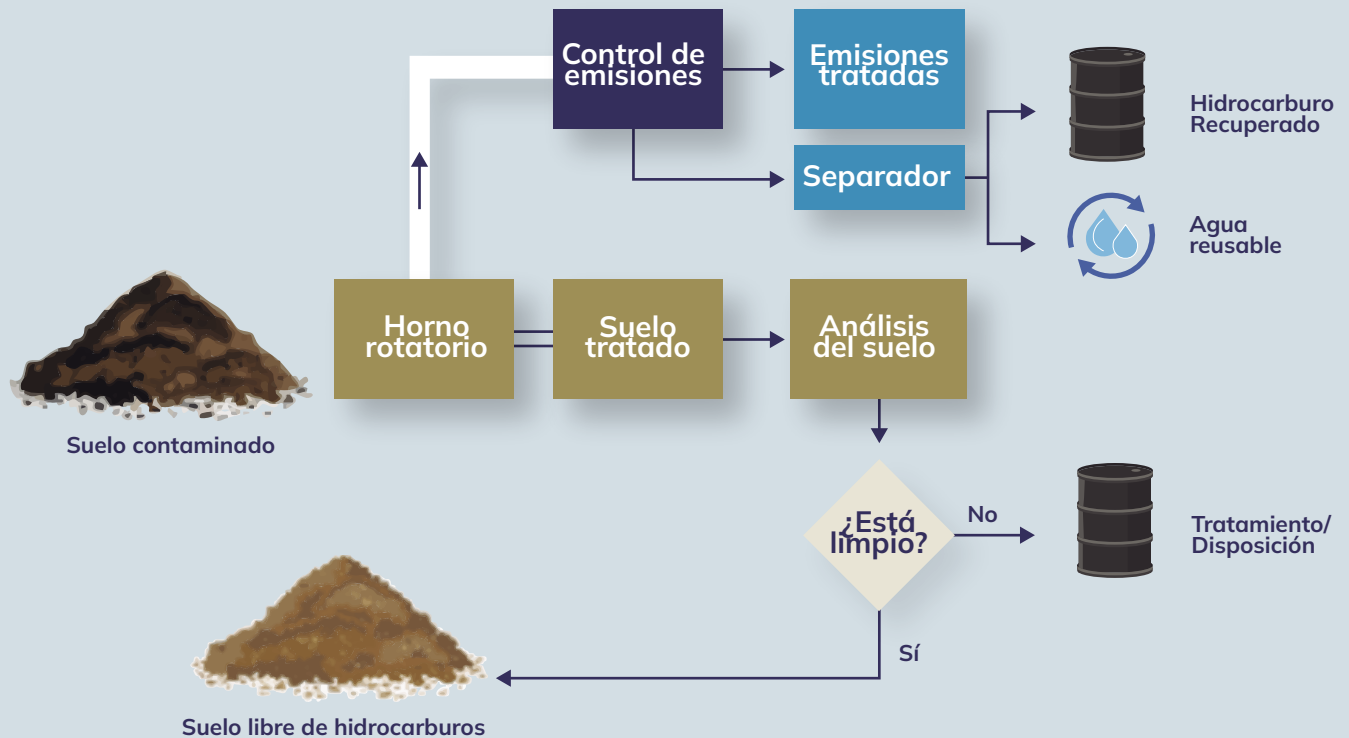 Control de
emisiones
Emisiones
tratadas
Hidrocarburo
Recuperado
Separador
Agua
reusable
Horno
rotatorio
Suelo
tratado
Análisis
del suelo
Suelo contaminado
¿Está
limpio?
No
Tratamiento/
Disposición
Sí
Suelo libre de hidrocarburos